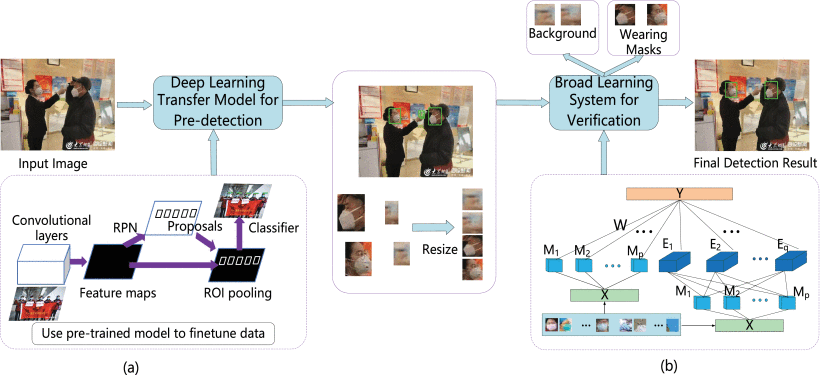 Background
Wearing
Masks
Deep Learning
Transfer Model for
Pre-detection
Broad Learning
System for
Verification
Input Image
Final Detection Result
Convolutional
layers
RPN
Proposals
Classifier
Feature maps
ROI pooling
Use pre-trained model to finetune data
Resize
Y
W
M1
M2
Mp
E1
E2
Eq
X
M1
M2
Mp
X
(a)
(b)